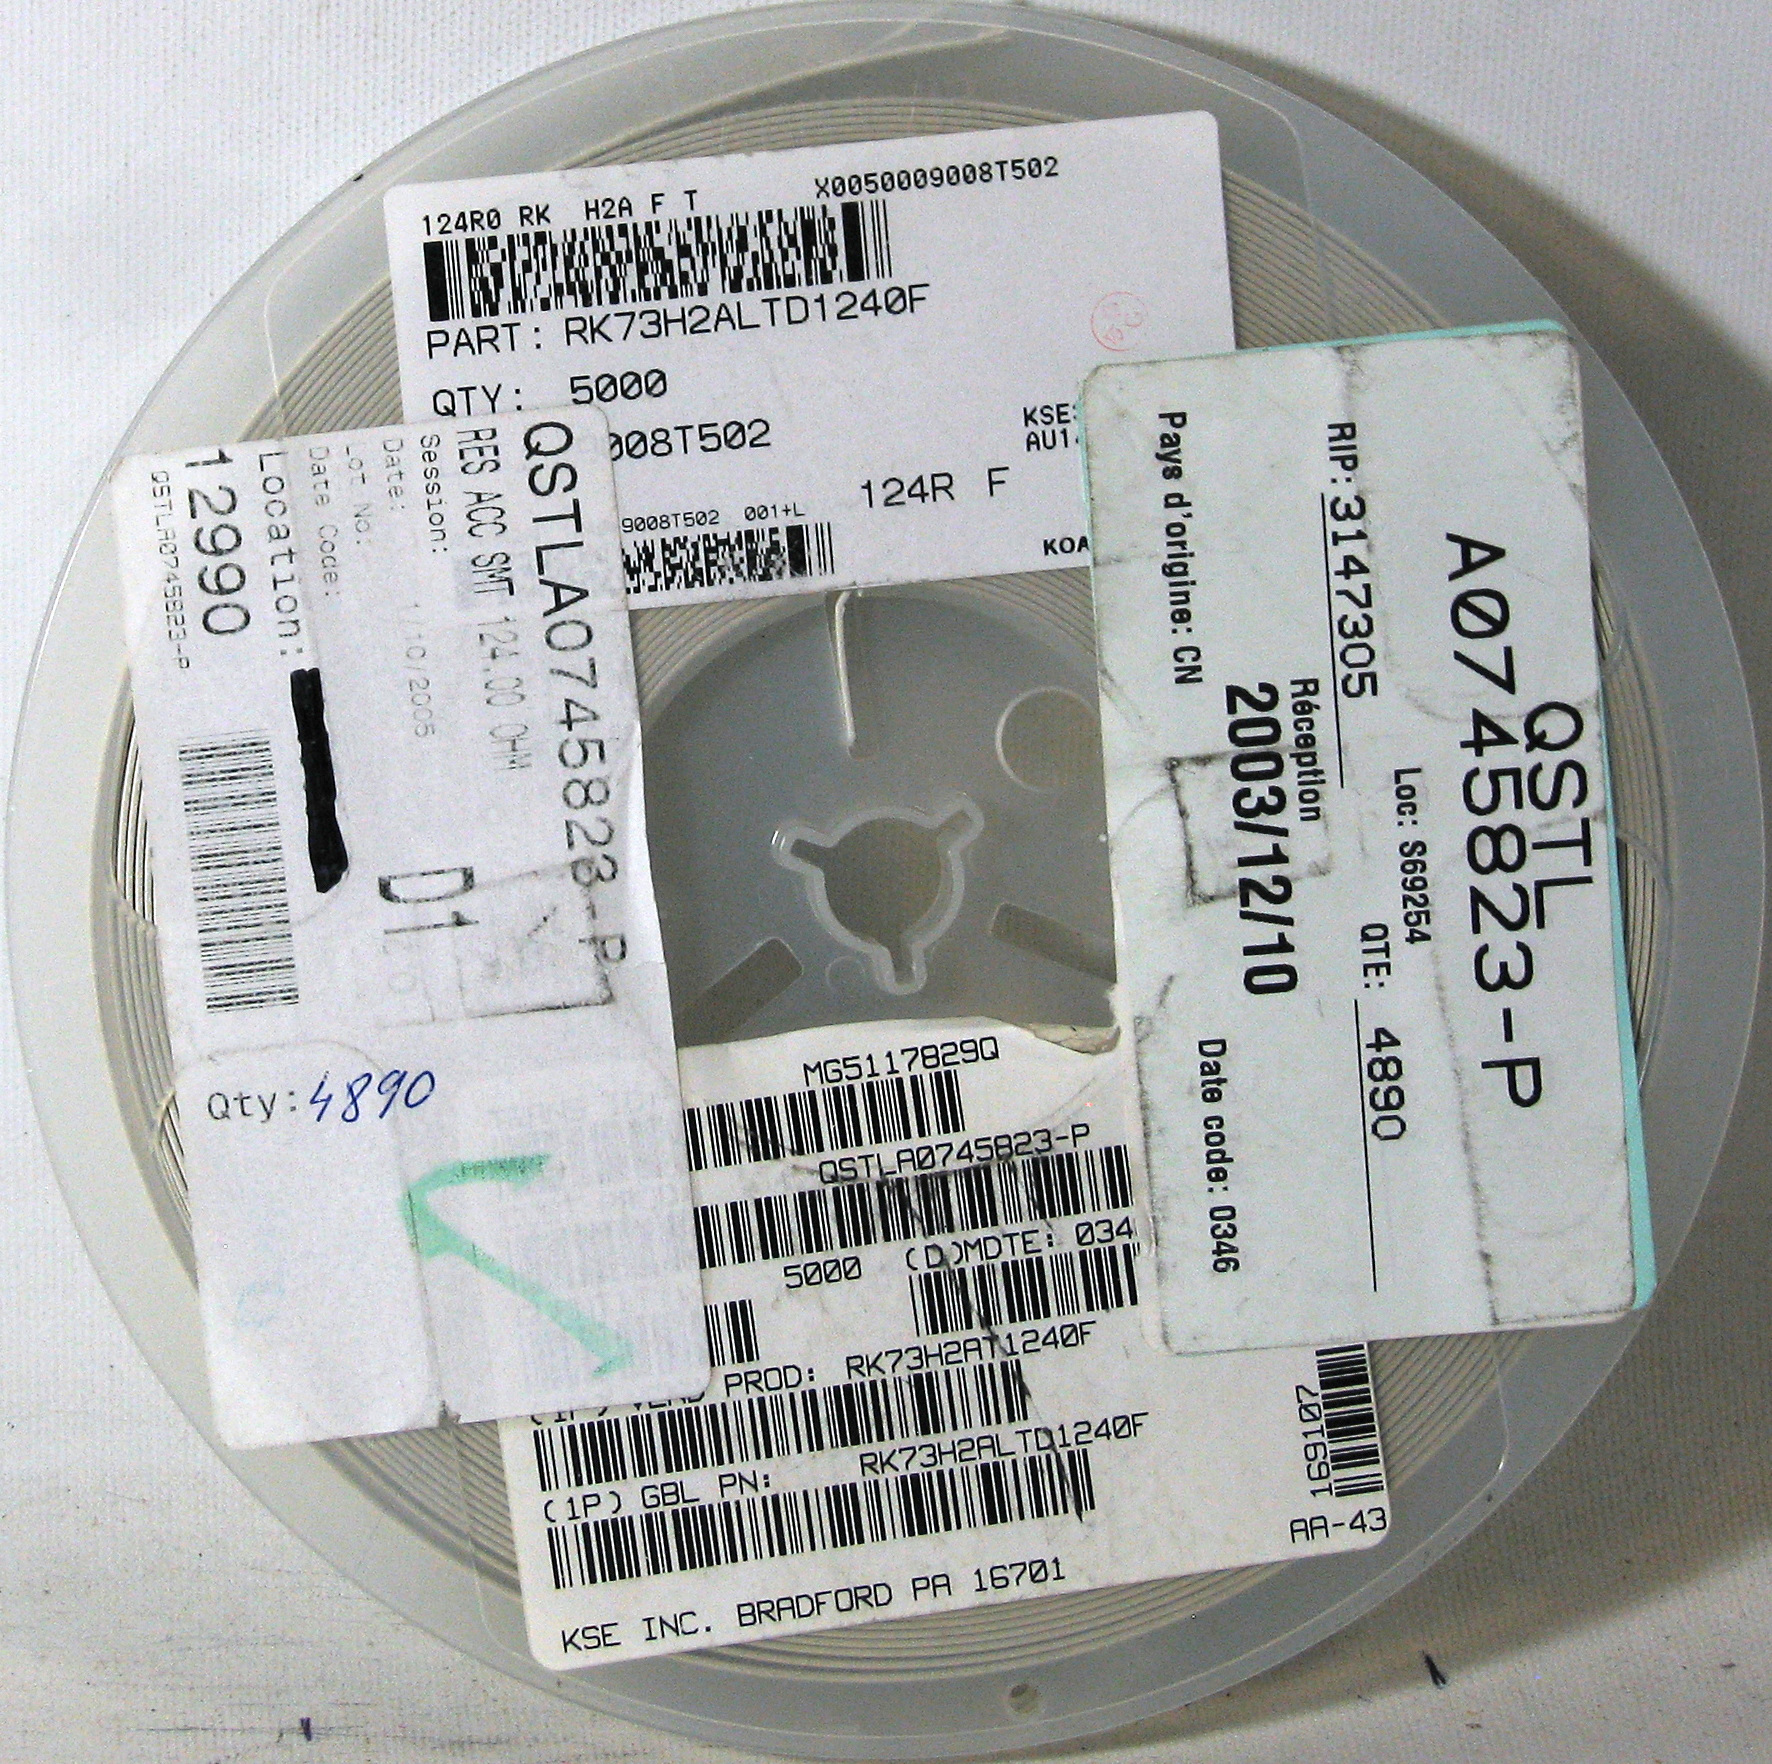 124R0 RK H2A F T
X0050009008T502
PART: RK73H2ALTD1240F
QTY: 5000
008T502
KSE
124R F
9008T502 001+L
KOA
QSTLA0745823-P
RES ACC SMT 124.00 OHM
Session:
Date: 1/10/2005
Lot No:
Date Code:
Location:
12990
QSTLA0745823-P
D1
Qty: 4890
QSTL
A0745823-P
Loc: S69254
QTE: 4890
RIP: 3147305
Réception
2003/12/10
Pays d'origine: CN
Date code: 0346
MG5117829Q
QSTLA0745823-P
5000 (D)MDTE: 034
PROD: RK73H2AT1240F
(1P) GBL PN: RK73H2ALTD1240F
KSE INC. BRADFORD PA 16701
169107
AA-43